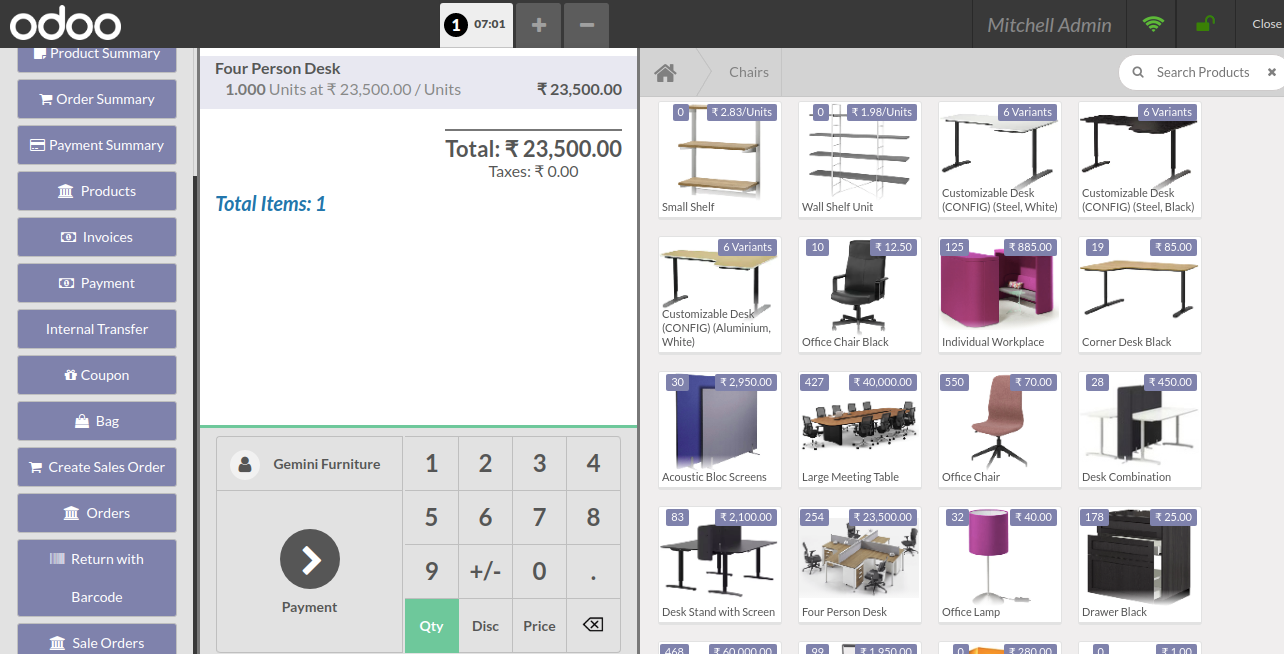 odoo
1 07:01
+
−
Mitchell Admin
Close
Product Summary
Order Summary
Payment Summary
Products
Invoices
Payment
Internal Transfer
Coupon
Bag
Create Sales Order
Orders
Return with
Barcode
Sale Orders
Four Person Desk
1.000 Units at ₹ 23,500.00 / Units ₹ 23,500.00
Total: ₹ 23,500.00
Taxes: ₹ 0.00
Total Items: 1
Gemini Furniture
Payment
1 2 3 4
5 6 7 8
9 +/- 0 .
Qty Disc Price
Chairs
Search Products
0 ₹ 2.83/Units
Small Shelf
0 ₹ 1.98/Units
Wall Shelf Unit
6 Variants
Customizable Desk
(CONFIG) (Steel, White)
6 Variants
Customizable Desk
(CONFIG) (Steel, Black)
6 Variants
Customizable Desk
(CONFIG) (Aluminium,
White)
10 ₹ 12.50
Office Chair Black
125 ₹ 885.00
Individual Workplace
19 ₹ 85.00
Corner Desk Black
30 ₹ 2,950.00
Acoustic Bloc Screens
427 ₹ 40,000.00
Large Meeting Table
550 ₹ 70.00
Office Chair
28 ₹ 450.00
Desk Combination
83 ₹ 2,100.00
Desk Stand with Screen
254 ₹ 23,500.00
Four Person Desk
32 ₹ 40.00
Office Lamp
178 ₹ 25.00
Drawer Black
468 ₹ 60,000.00
99 ₹ 1,950.00
0 ₹ 280.00
0 ₹ 1.00